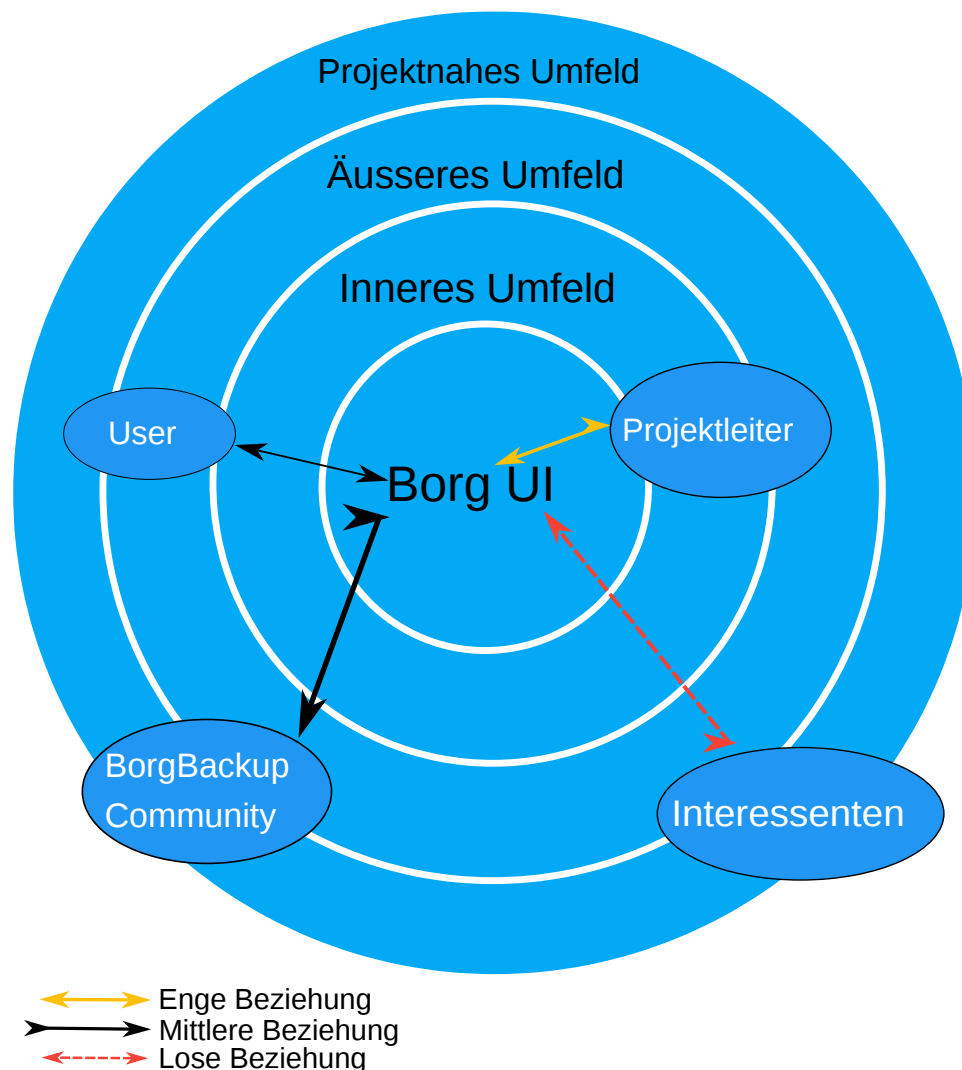 Projektnahes Umfeld
Äusseres Umfeld
Inneres Umfeld
User
Projektleiter
Borg UI
BorgBackup
Community
Interessenten
Enge Beziehung
Mittlere Beziehung
Lose Beziehung